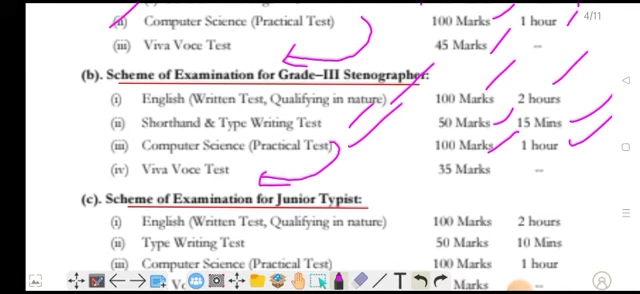 (ii) Computer Science (Practical Test) 100 Marks 1 hour
4/11
(iii) Viva Voce Test 45 Marks --
(b). Scheme of Examination for Grade–III Stenographer:
(i) English (Written Test, Qualifying in nature) 100 Marks 2 hours
(ii) Shorthand & Type Writing Test 50 Marks 15 Mins
(iii) Computer Science (Practical Test) 100 Marks 1 hour
(iv) Viva Voce Test 35 Marks --
(c). Scheme of Examination for Junior Typist:
(i) English (Written Test, Qualifying in nature) 100 Marks 2 hours
(ii) Type Writing Test 50 Marks 10 Mins
(iii) Computer Science (Practical Test) 100 Marks 1 hour
Marks